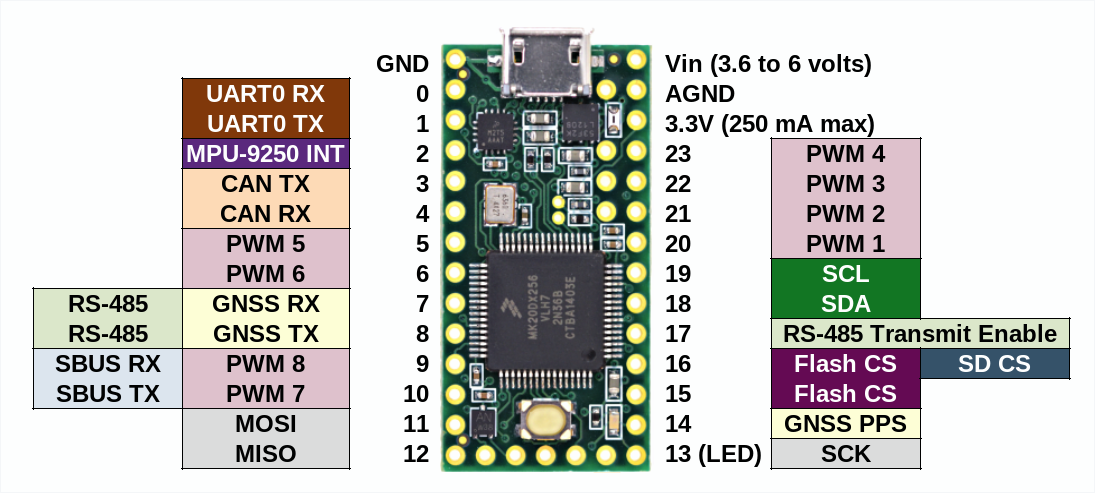 GND
Vin (3.6 to 6 volts)
UART0 RX 0 AGND
UART0 TX 1 3.3V (250 mA max)
MPU-9250 INT 2 23 PWM 4
CAN TX 3 22 PWM 3
CAN RX 4 21 PWM 2
PWM 5 5 20 PWM 1
PWM 6 6 19 SCL
RS-485 GNSS RX 7 18 SDA
RS-485 GNSS TX 8 17 RS-485 Transmit Enable
SBUS RX PWM 8 9 16 Flash CS SD CS
SBUS TX PWM 7 10 15 Flash CS
MOSI 11 14 GNSS PPS
MISO 12 13 (LED) SCK
MK20DX256
VLH7
2N36B
CTBA1403E